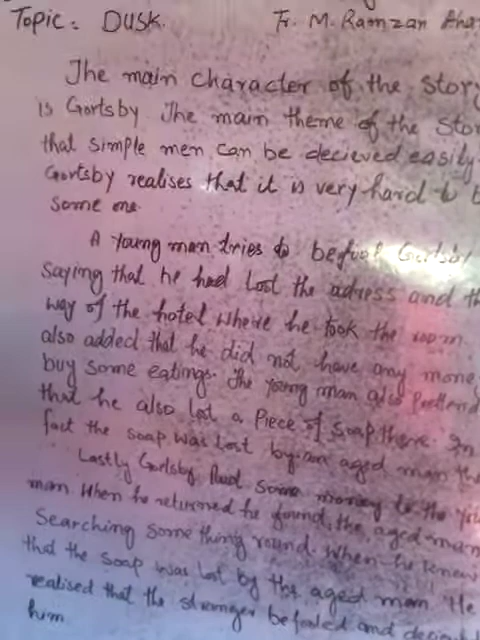 Topic: DUSK. Fr. M. Ramzan
The main character of the story
is Gortsby The main theme of the stor
that simple men can be decieved easily.
Gortsby realises that it is very hard to b
some one.
A young man tries to befool Gortsby
saying that he had lost the adress and th
way of the hotel where he took the room.
also added that he did not have any mone
buy some eatings. The young man also
that he also lost a Piece of soap there. In
fact the soap was lost by an aged man
Lastly Gortsby Paid some money to the you
man. When he returned he found, the aged man
Searching some thing round. When he knew
that the soap was lost by the aged man He
realised that the stranger befooled and
him